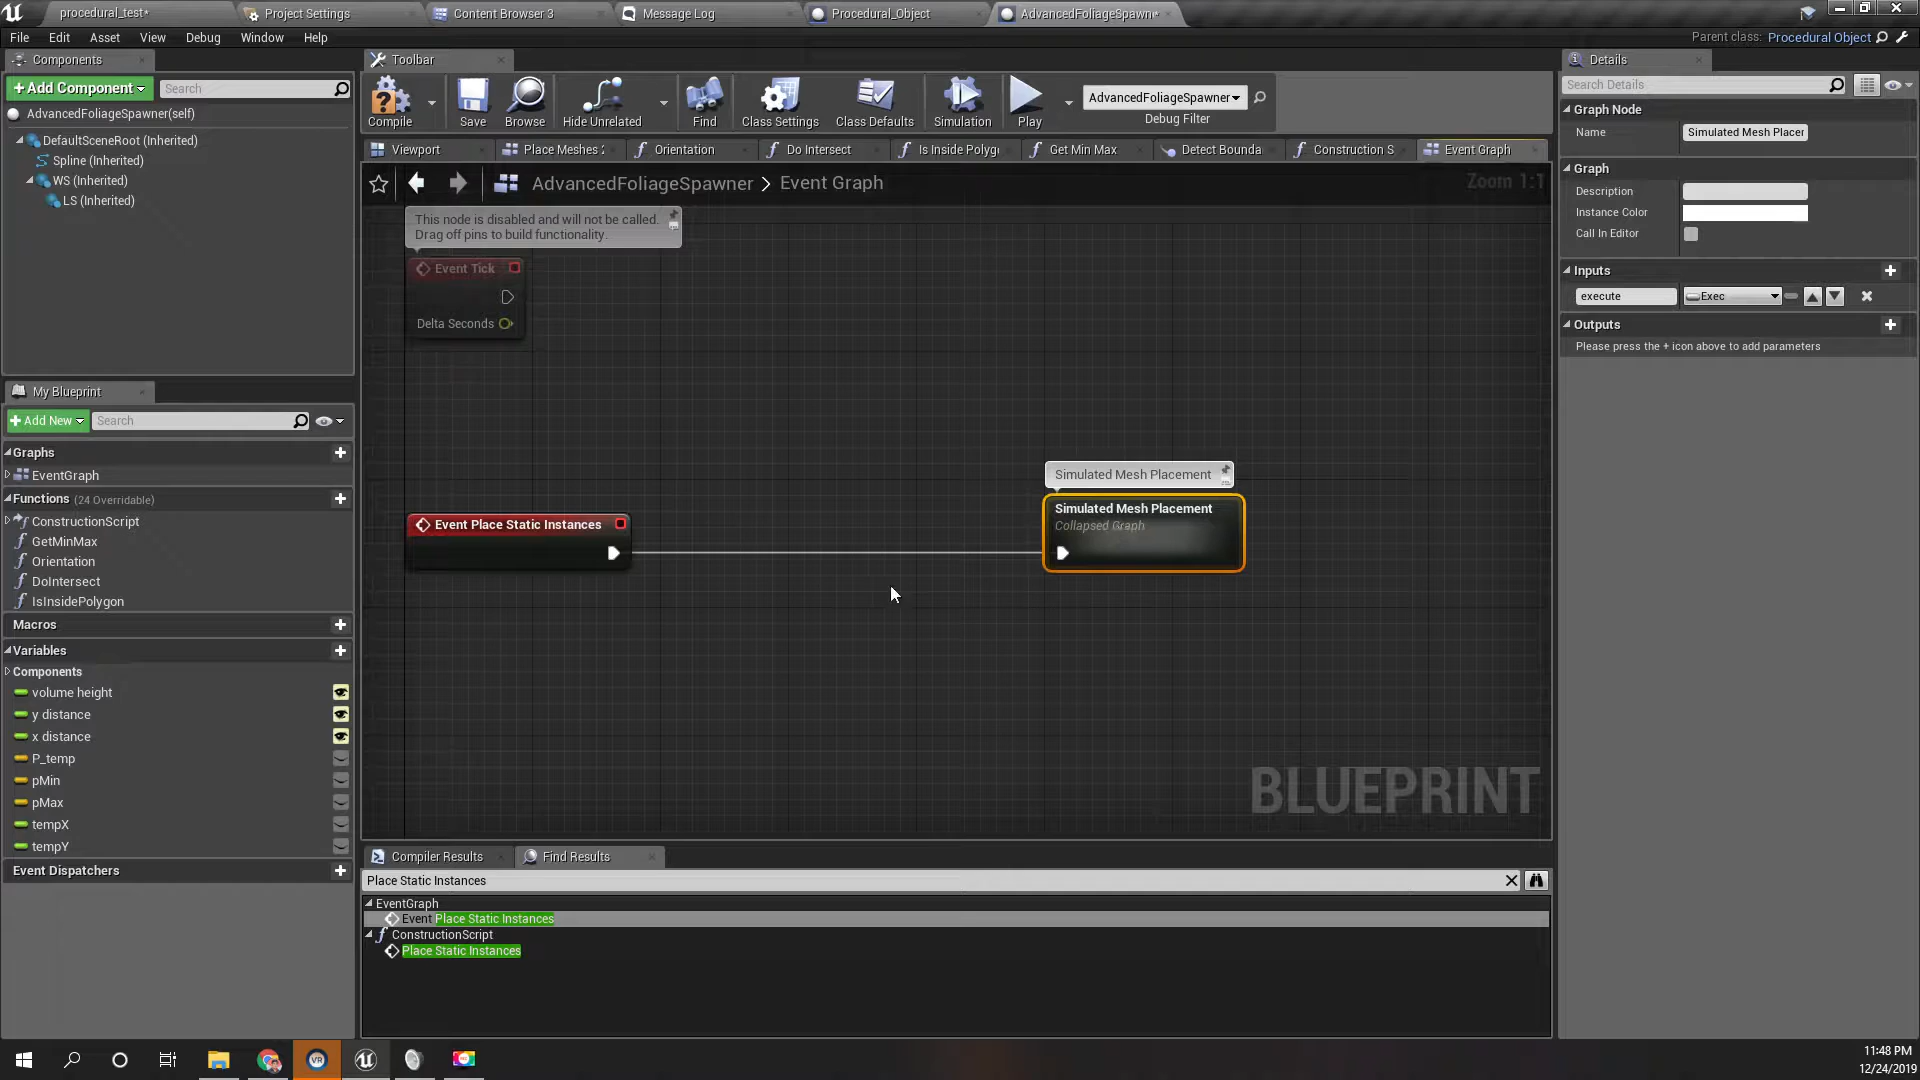 procedural_test*
Project Settings
Content Browser 3
Message Log
Procedural_Object
AdvancedFoliageSpawn*
File Edit Asset View Debug Window Help
Parent class: Procedural Object
Components
+Add Component
Search
AdvancedFoliageSpawner(self)
DefaultSceneRoot (Inherited)
Spline (Inherited)
WS (Inherited)
LS (Inherited)
Toolbar
Compile
Save
Browse
Hide Unrelated
Find
Class Settings
Class Defaults
Simulation
Play
AdvancedFoliageSpawner
Debug Filter
Viewport
Place Meshes
Orientation
Do Intersect
Is Inside Polyg
Get Min Max
Detect Bounda
Construction S
Event Graph
AdvancedFoliageSpawner > Event Graph
Zoom 1:1
This node is disabled and will not be called.
Drag off pins to build functionality.
Event Tick
Delta Seconds
Event Place Static Instances
Simulated Mesh Placement
Simulated Mesh Placement
Collapsed Graph
BLUEPRINT
My Blueprint
+Add New
Search
Graphs
EventGraph
Functions (24 Overridable)
ConstructionScript
GetMinMax
Orientation
DoIntersect
IsInsidePolygon
Macros
Variables
Components
volume height
y distance
x distance
P_temp
pMin
pMax
tempX
tempY
Event Dispatchers
Compiler Results
Find Results
Place Static Instances
EventGraph
Event Place Static Instances
ConstructionScript
Place Static Instances
Details
Search Details
Graph Node
Name
Simulated Mesh Placer
Graph
Description
Instance Color
Call In Editor
Inputs
execute
Exec
Outputs
Please press the + icon above to add parameters
VR
11:48 PM
12/24/2019